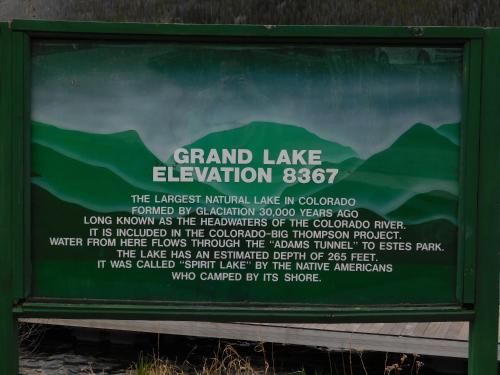 GRAND LAKE
ELEVATION 8367
THE LARGEST NATURAL LAKE IN COLORADO
FORMED BY GLACIATION 30,000 YEARS AGO
LONG KNOWN AS THE HEADWATERS OF THE COLORADO RIVER.
IT IS INCLUDED IN THE COLORADO-BIG THOMPSON PROJECT.
WATER FROM HERE FLOWS THROUGH THE "ADAMS TUNNEL" TO ESTES PARK.
THE LAKE HAS AN ESTIMATED DEPTH OF 265 FEET.
IT WAS CALLED "SPIRIT LAKE" BY THE NATIVE AMERICANS
WHO CAMPED BY ITS SHORE.